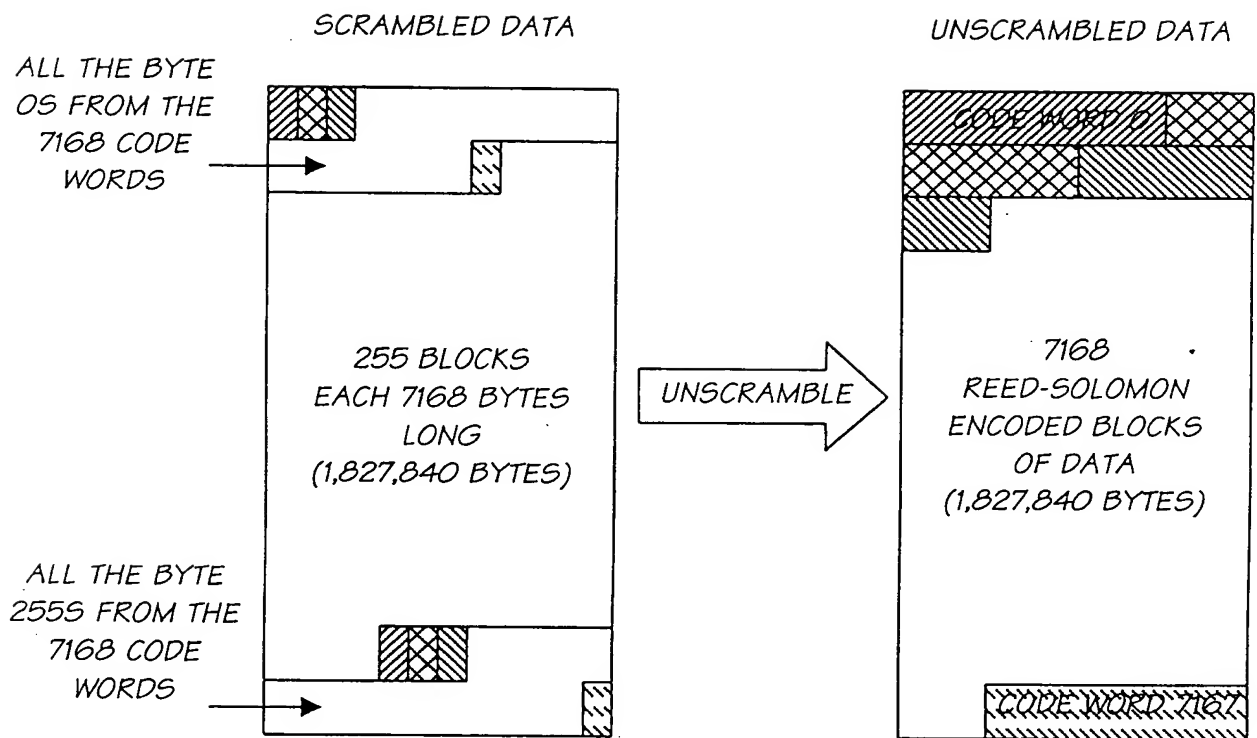 SCRAMBLED DATA
UNSCRAMBLED DATA
ALL THE BYTE
0S FROM THE
7168 CODE
WORDS
CODE WORD 0
255 BLOCKS
EACH 7168 BYTES
LONG
(1,827,840 BYTES)
UNSCRAMBLE
7168
REED-SOLOMON
ENCODED BLOCKS
OF DATA
(1,827,840 BYTES)
ALL THE BYTE
255S FROM THE
7168 CODE
WORDS
CODE WORD 7167